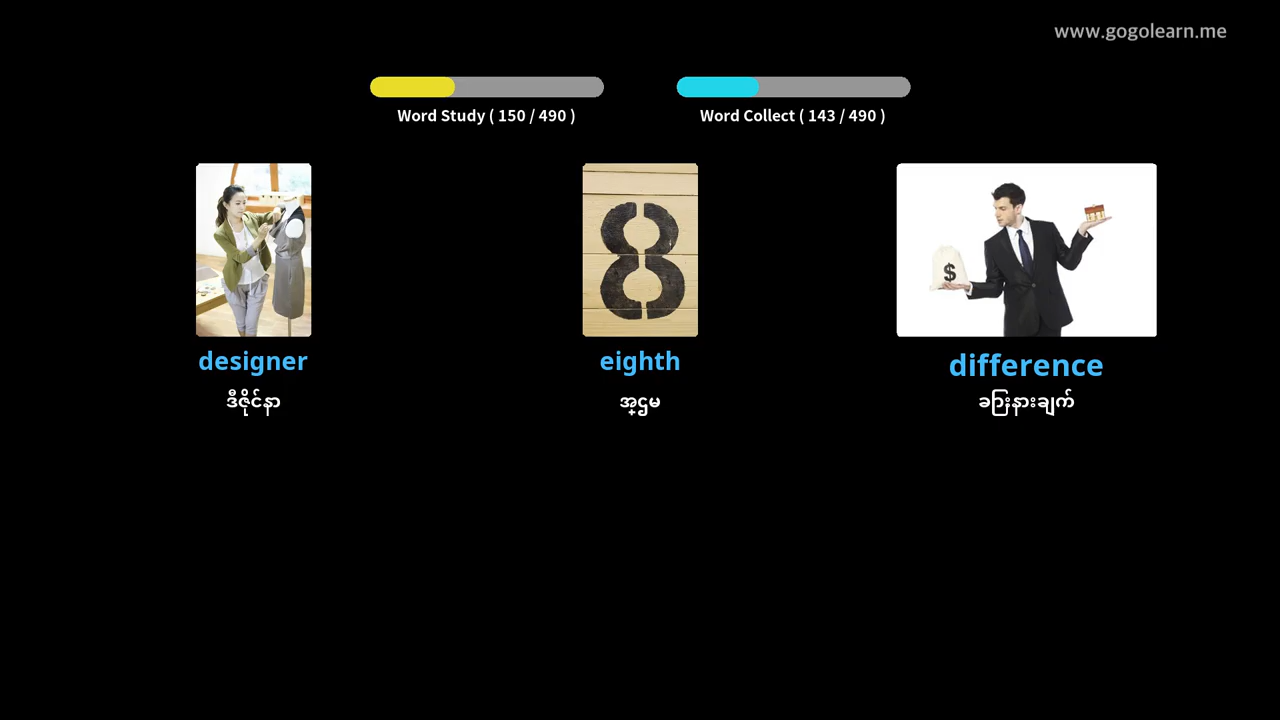 www.gogolearn.me
Word Study ( 150 / 490 )
Word Collect ( 143 / 490 )
$
8
designer
eighth
difference
ဒီဇိုင်နာ
အဋ္ဌမ
ခြားနားချက်